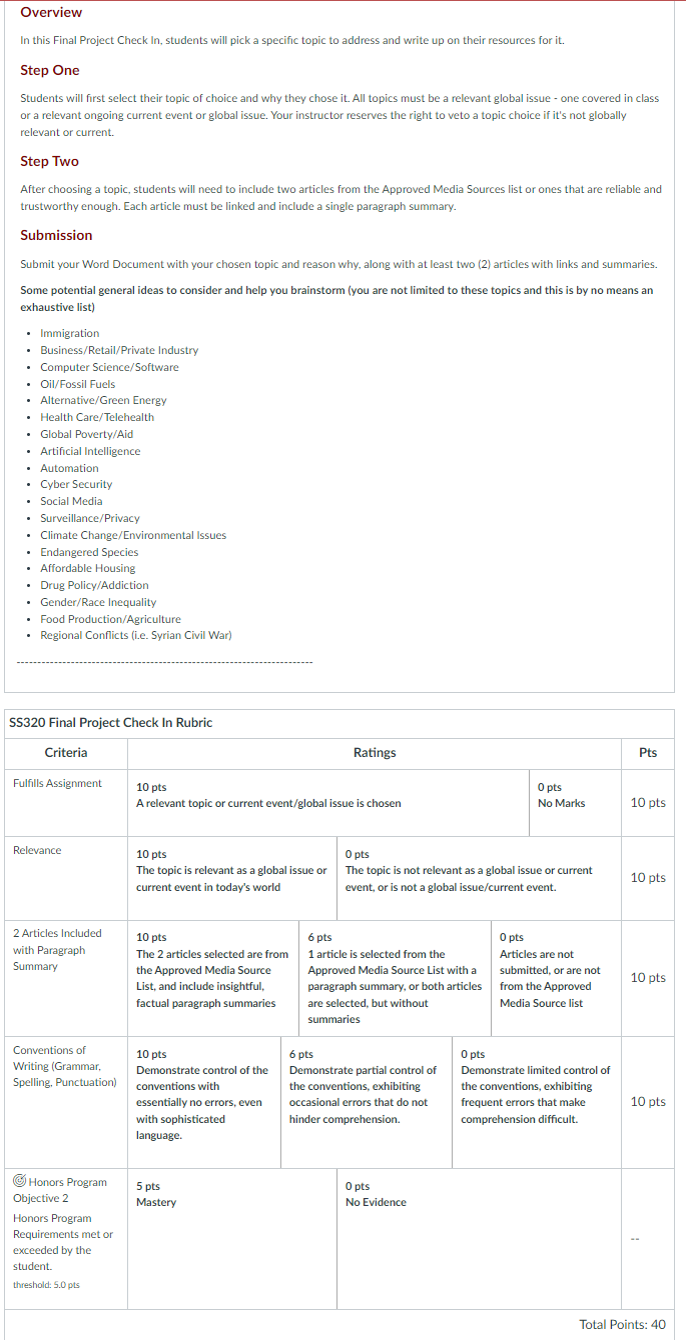 Overview
In this Final Project Check In, students will pick a specific topic to address and write up on their resources for it.
Step One
Students will first select their topic of choice and why they chose it. All topics must be a relevant global issue - one covered in class
or a relevant ongoing current event or global issue. Your instructor reserves the right to veto a topic choice if it's not globally
relevant or current.
Step Two
After choosing a topic, students will need to include two articles from the Approved Media Sources list or ones that are reliable and
trustworthy enough. Each article must be linked and include a single paragraph summary.
Submission
Submit your Word Document with your chosen topic and reason why, along with at least two (2) articles with links and summaries.
Some potential general ideas to consider and help you brainstorm (you are not limited to these topics and this is by no means an
exhaustive list)
• Immigration
• Business/Retail/Private Industry
• Computer Science/Software
• Oil/Fossil Fuels
• Alternative/Green Energy
• Health Care/Telehealth
• Global Poverty/Aid
• Artificial Intelligence
• Automation
• Cyber Security
• Social Media
• Surveillance/Privacy
• Climate Change/Environmental Issues
• Endangered Species
• Affordable Housing
• Drug Policy/Addiction
• Gender/Race Inequality
• Food Production/Agriculture
• Regional Conflicts (i.e. Syrian Civil War)
------------------------------------------------------------------------
SS320 Final Project Check In Rubric
Criteria
Ratings
Pts
Fulfills Assignment
10 pts
A relevant topic or current event/global issue is chosen
0 pts
No Marks
10 pts
Relevance
10 pts
The topic is relevant as a global issue or
current event in today's world
0 pts
The topic is not relevant as a global issue or current
event, or is not a global issue/current event.
10 pts
2 Articles Included
with Paragraph
Summary
10 pts
The 2 articles selected are from
the Approved Media Source
List, and include insightful,
factual paragraph summaries
6 pts
1 article is selected from the
Approved Media Source List with a
paragraph summary, or both articles
are selected, but without
summaries
0 pts
Articles are not
submitted, or are not
from the Approved
Media Source list
10 pts
Conventions of
Writing (Grammar,
Spelling, Punctuation)
10 pts
Demonstrate control of the
conventions with
essentially no errors, even
with sophisticated
language.
6 pts
Demonstrate partial control of
the conventions, exhibiting
occasional errors that do not
hinder comprehension.
0 pts
Demonstrate limited control of
the conventions, exhibiting
frequent errors that make
comprehension difficult.
10 pts
Honors Program
Objective 2
Honors Program
Requirements met or
exceeded by the
student.
threshold: 5.0 pts
5 pts
Mastery
0 pts
No Evidence
--
Total Points: 40